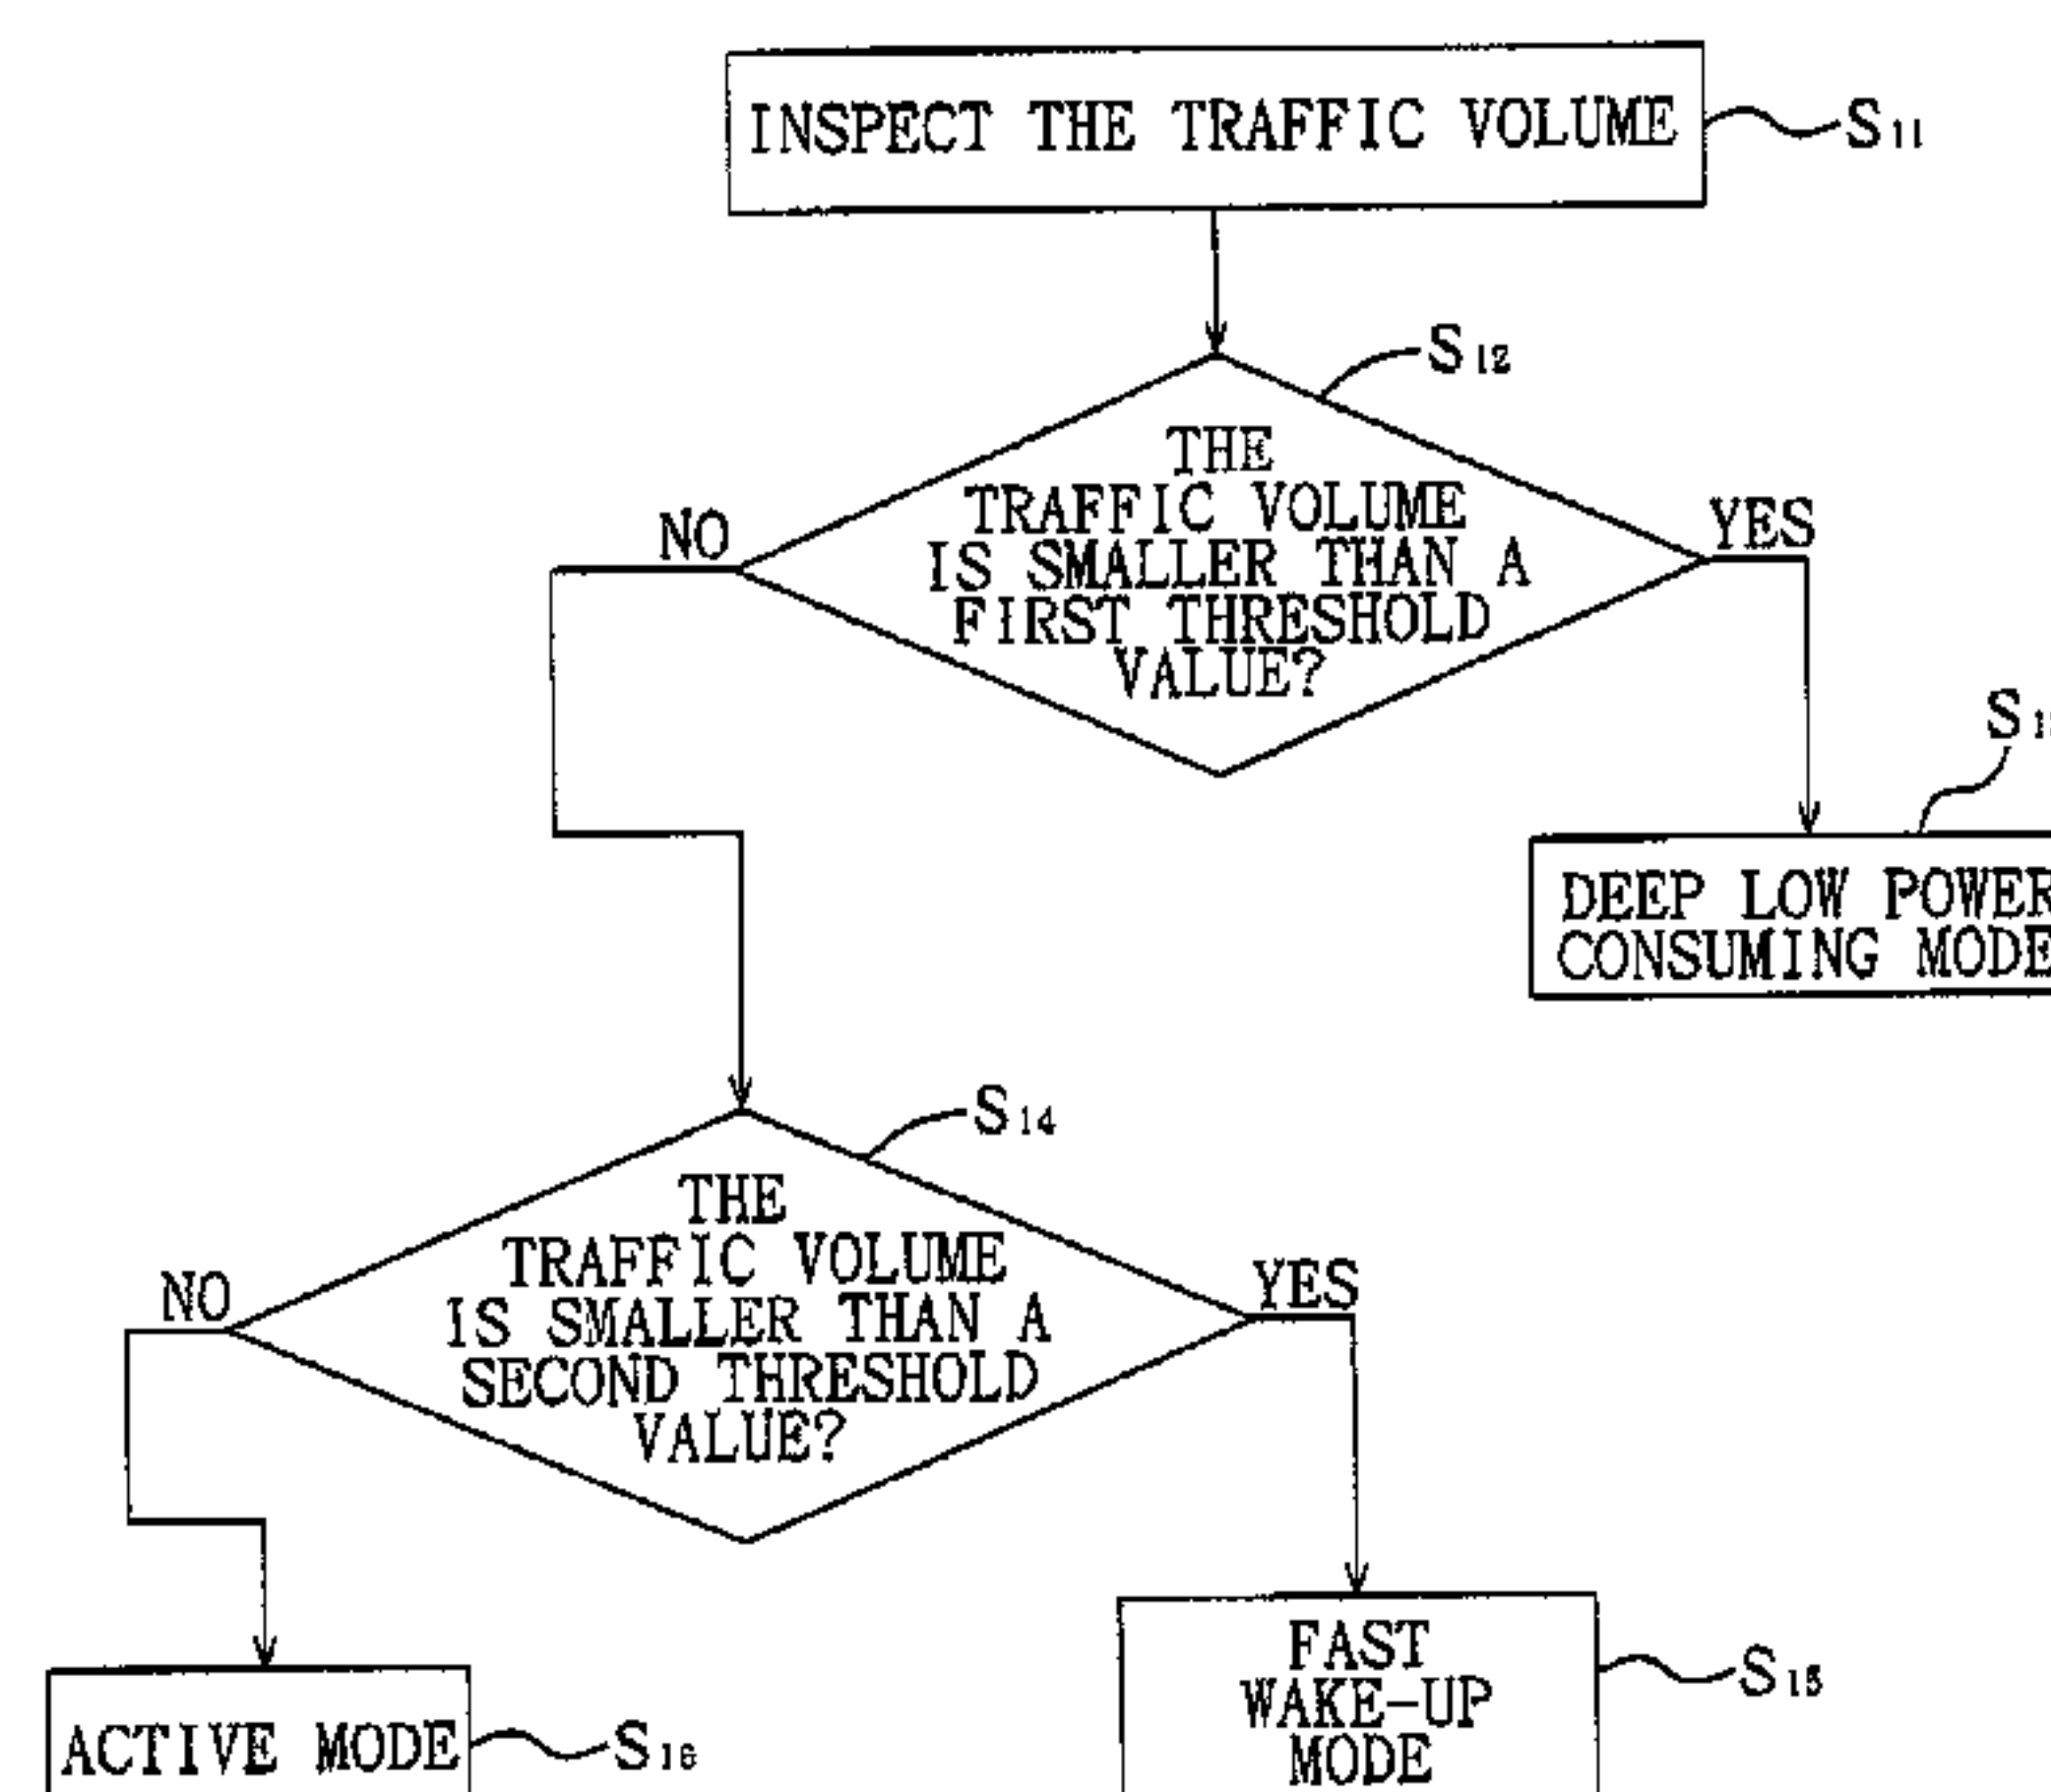 INSPECT THE TRAFFIC VOLUME
S11
S12
THE
TRAFFIC VOLUME
IS SMALLER THAN A
FIRST THRESHOLD
VALUE?
NO
YES
DEEP LOW POWER
CONSUMING MODE
S14
THE
TRAFFIC VOLUME
IS SMALLER THAN A
SECOND THRESHOLD
VALUE?
NO
YES
FAST
WAKE-UP
MODE
S15
ACTIVE MODE
S16